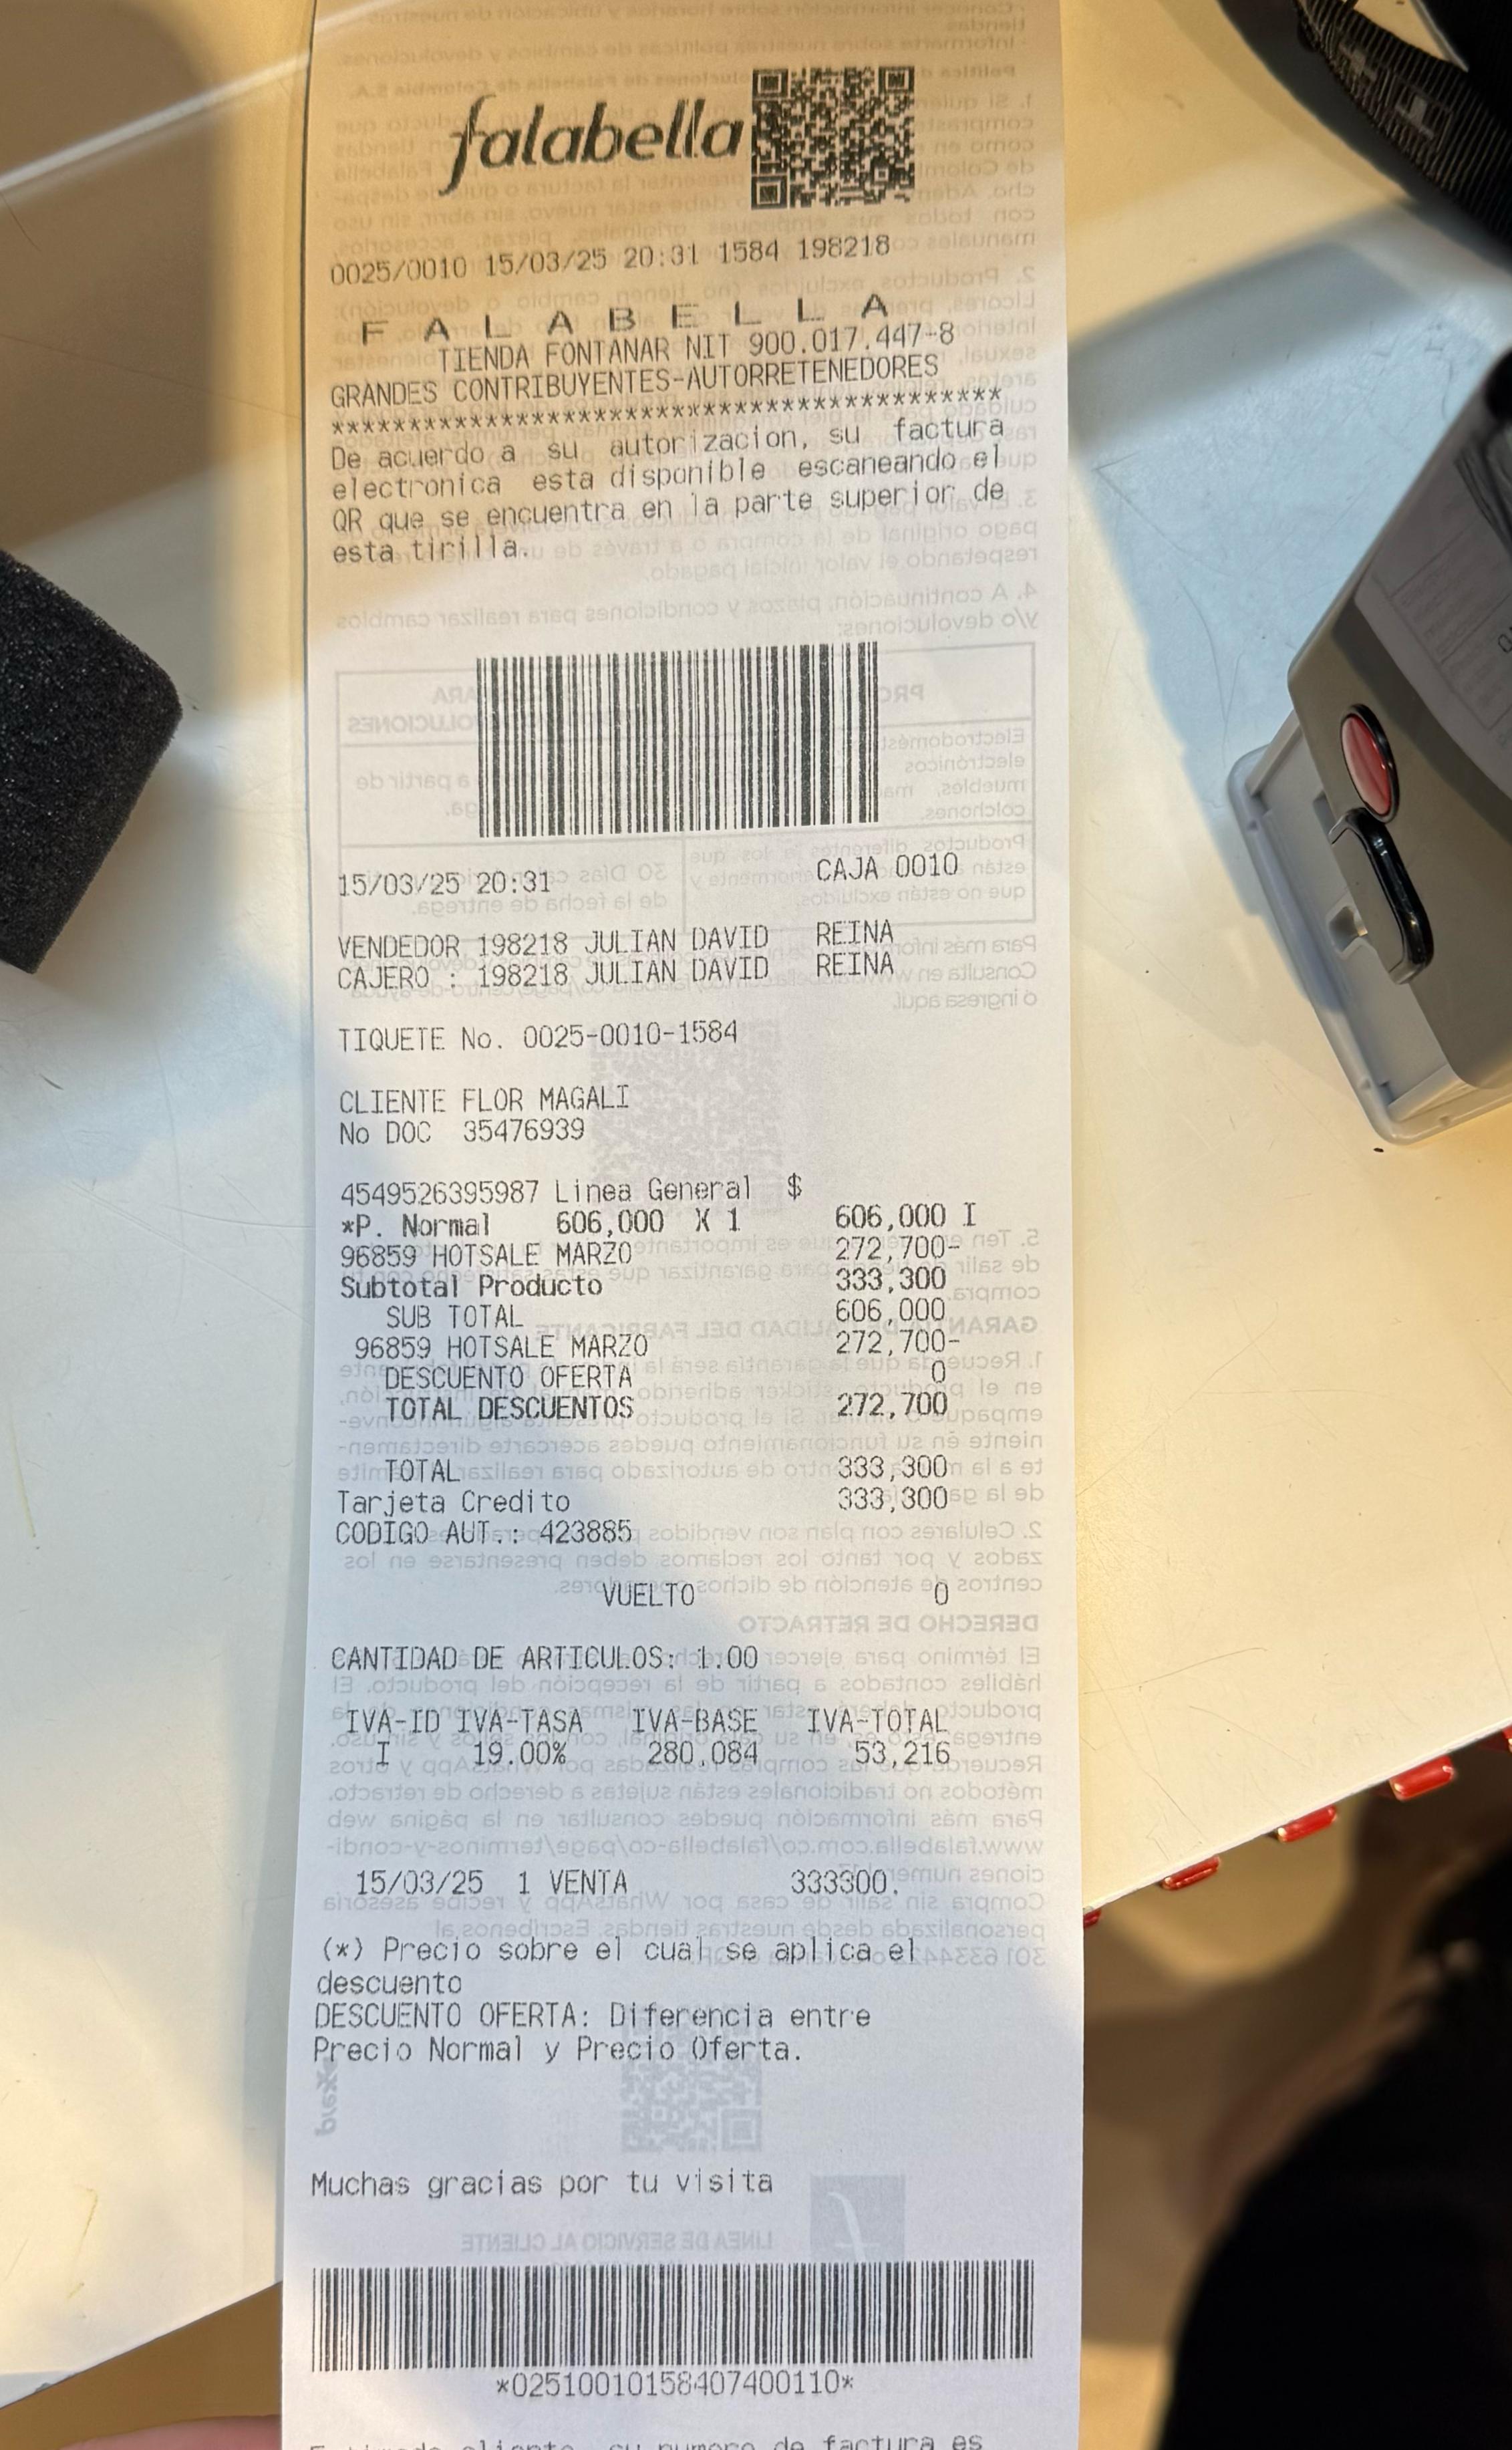 falabella
0025/0010 15/03/25 20:31 1584 198218
F A L A B E L L A
TIENDA FONTANAR NIT 900.017.447-8
GRANDES CONTRIBUYENTES-AUTORRETENEDORES
*******************************************
De acuerdo a su autorizacion, su factura
electronica esta disponible escaneando el
QR que se encuentra en la parte superior de
esta tirilla.
15/03/25 20:31 CAJA 0010
VENDEDOR 198218 JULIAN DAVID REINA
CAJERO : 198218 JULIAN DAVID REINA
TIQUETE No. 0025-0010-1584
CLIENTE FLOR MAGALI
No DOC 35476939
4549526395987 Linea General $
*P. Normal 606,000 X 1 606,000 I
96859 HOTSALE MARZO 272,700-
Subtotal Producto 333,300
SUB TOTAL 606,000
96859 HOTSALE MARZO 272,700-
DESCUENTO OFERTA 0
TOTAL DESCUENTOS 272,700
TOTAL 333,300
Tarjeta Credito 333,300
CODIGO AUT.: 423885
VUELTO 0
CANTIDAD DE ARTICULOS: 1.00
IVA-ID IVA-TASA IVA-BASE IVA-TOTAL
I 19.00% 280,084 53,216
15/03/25 1 VENTA 333300.
(*) Precio sobre el cual se aplica el
descuento
DESCUENTO OFERTA: Diferencia entre
Precio Normal y Precio Oferta.
Muchas gracias por tu visita
*02510010158407400110*
cliente, su numero de factura es